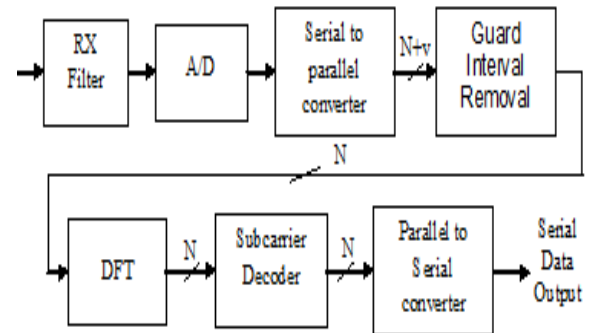 RX
Filter
A/D
Serial to
parallel
converter
N+v
Guard
Interval
Removal
N
DFT
N
Subcarrier
Decoder
N
Parallel to
Serial
converter
Serial
Data
Output